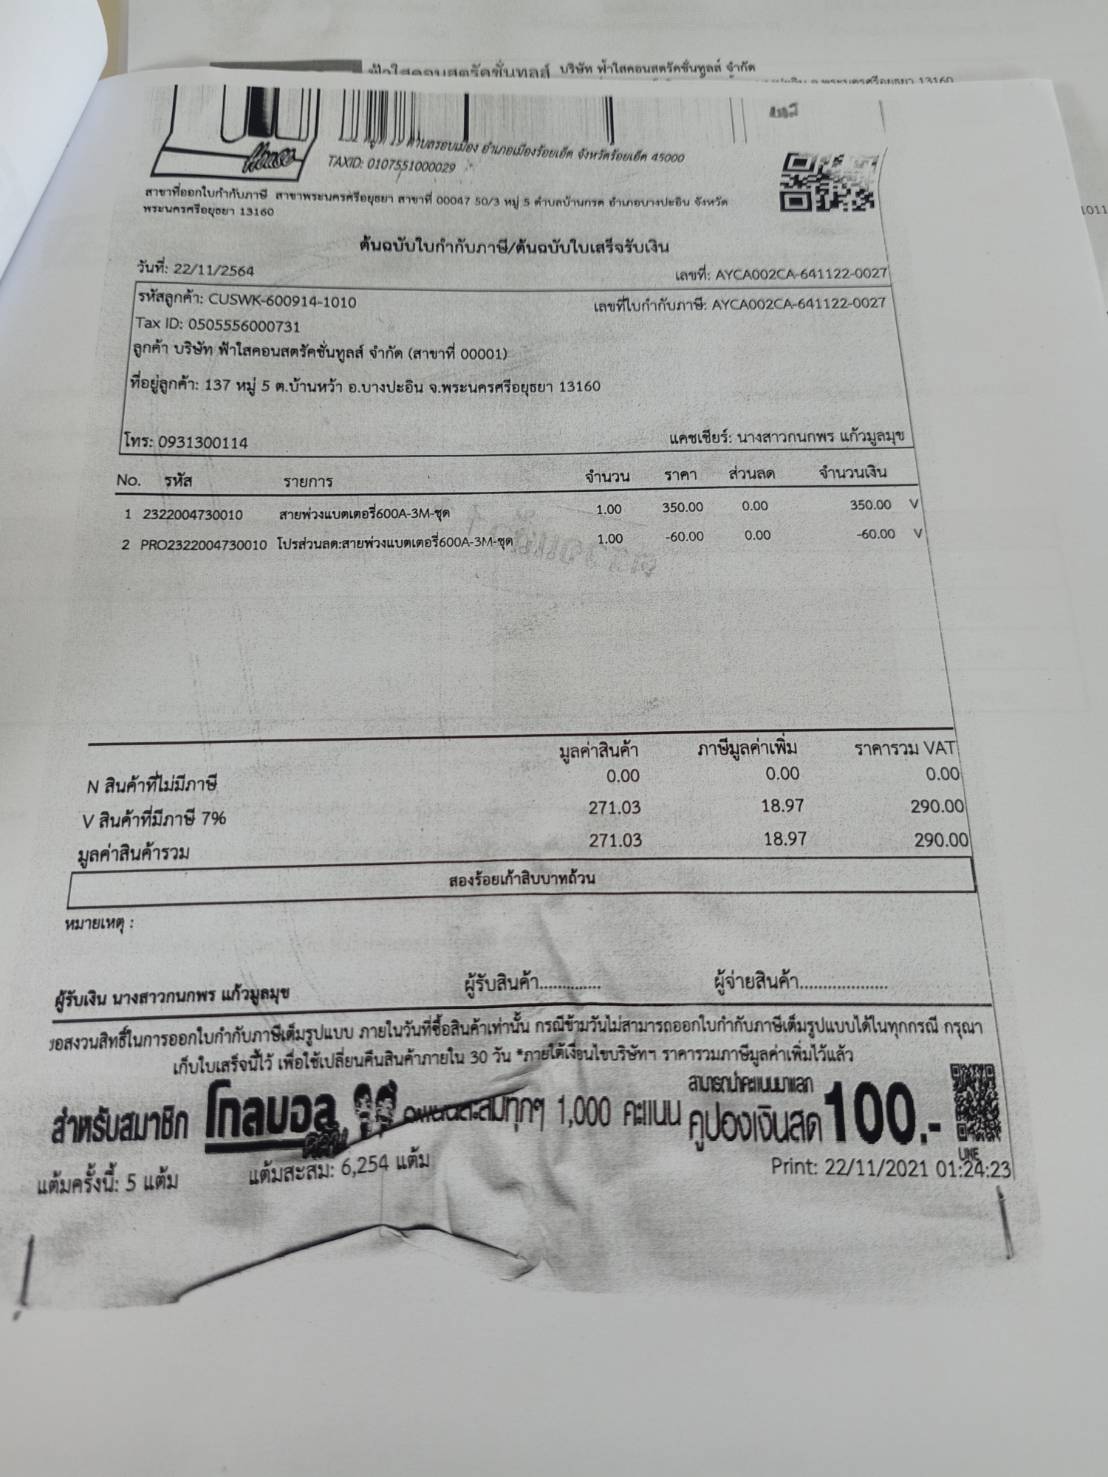 ฟ้าใสคอนสตรัคชั่นทูลส์ บริษัท ฟ้าใสคอนสตรัคชั่นทูลส์ จำกัด
13160
ตำบลรอบเมือง อำเภอเมืองร้อยเอ็ด จังหวัดร้อยเอ็ด 45000
TAXID: 0107551000029
สาขาที่ออกใบกำกับภาษี สาขาพระนครศรีอยุธยา สาขาที่ 00047 50/3 หมู่ 5 ตำบลบ้านกรด อำเภอบางปะอิน จังหวัด
พระนครศรีอยุธยา 13160
ต้นฉบับใบกำกับภาษี/ต้นฉบับใบเสร็จรับเงิน
วันที่: 22/11/2564 เลขที่: AYCA002CA-641122-0027
รหัสลูกค้า: CUSWK-600914-1010 เลขที่ใบกำกับภาษี: AYCA002CA-641122-0027
Tax ID: 0505556000731
ลูกค้า บริษัท ฟ้าใสคอนสตรัคชั่นทูลส์ จำกัด (สาขาที่ 00001)
ที่อยู่ลูกค้า: 137 หมู่ 5 ต.บ้านหว้า อ.บางปะอิน จ.พระนครศรีอยุธยา 13160
โทร: 0931300114 แคชเชียร์: นางสาวกนกพร แก้วมูลมุข
No. รหัส รายการ จำนวน ราคา ส่วนลด จำนวนเงิน
1 2322004730010 สายพ่วงแบตเตอรี่600A-3M-ชุด 1.00 350.00 0.00 350.00 V
2 PRO2322004730010 โปรส่วนลด:สายพ่วงแบตเตอรี่600A-3M-ชุด 1.00 -60.00 0.00 -60.00 V
มูลค่าสินค้า ภาษีมูลค่าเพิ่ม ราคารวม VAT
N สินค้าที่ไม่มีภาษี 0.00 0.00 0.00
V สินค้าที่มีภาษี 7% 271.03 18.97 290.00
มูลค่าสินค้ารวม 271.03 18.97 290.00
สองร้อยเก้าสิบบาทถ้วน
หมายเหตุ :
ผู้รับเงิน นางสาวกนกพร แก้วมูลมุข ผู้รับสินค้า............. ผู้จ่ายสินค้า...................
ขอสงวนสิทธิ์ในการออกใบกำกับภาษีเต็มรูปแบบ ภายในวันที่ซื้อสินค้าเท่านั้น กรณีข้ามวันไม่สามารถออกใบกำกับภาษีเต็มรูปแบบได้ในทุกกรณี กรุณา
เก็บใบเสร็จนี้ไว้ เพื่อใช้เปลี่ยนคืนสินค้าภายใน 30 วัน *ภายใต้เงื่อนไขบริษัทฯ ราคารวมภาษีมูลค่าเพิ่มไว้แล้ว
สำหรับสมาชิก โกลบอล คะแนนสะสมทุกๆ 1,000 คะแนน สามารถนำคะแนนมาแลก
คูปองเงินสด 100.-
LINE
แต้มครั้งนี้: 5 แต้ม แต้มสะสม: 6,254 แต้ม Print: 22/11/2021 01:24:23